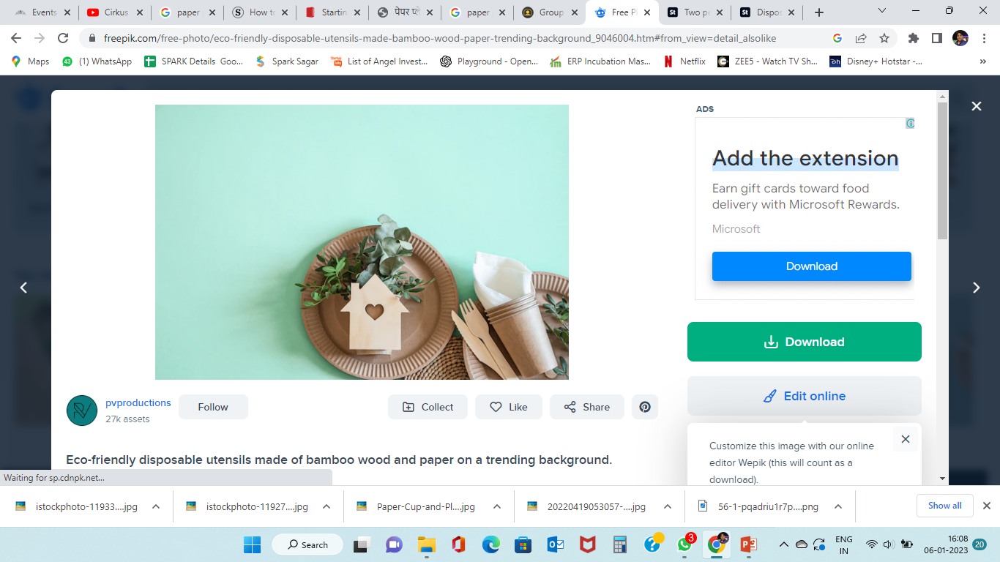 Events
Cirkus
paper
How to
Startin
पेपर प्ले
paper
Group
Free Pl
Two pe
Dispos
freepik.com/free-photo/eco-friendly-disposable-utensils-made-bamboo-wood-paper-trending-background_9046004.htm#from_view=detail_alsolike
Maps
(1) WhatsApp
SPARK Details Goo...
Spark Sagar
List of Angel Invest...
Playground - Open...
ERP Incubation Mas...
Netflix
ZEE5 - Watch TV Sh...
Disney+ Hotstar -...
ADS
Add the extension
Earn gift cards toward food
delivery with Microsoft Rewards.
Microsoft
Download
Download
Edit online
Customize this image with our online
editor Wepik (this will count as a
download).
pvproductions
27k assets
Follow
Collect
Like
Share
Eco-friendly disposable utensils made of bamboo wood and paper on a trending background.
Waiting for sp.cdnpk.net...
istockphoto-11933....jpg
istockphoto-11927....jpg
Paper-Cup-and-Pl....jpg
20220419053057-....jpg
56-1-pqadriu1r7p....png
Show all
Search
3
ENG
IN
16:08
06-01-2023
20